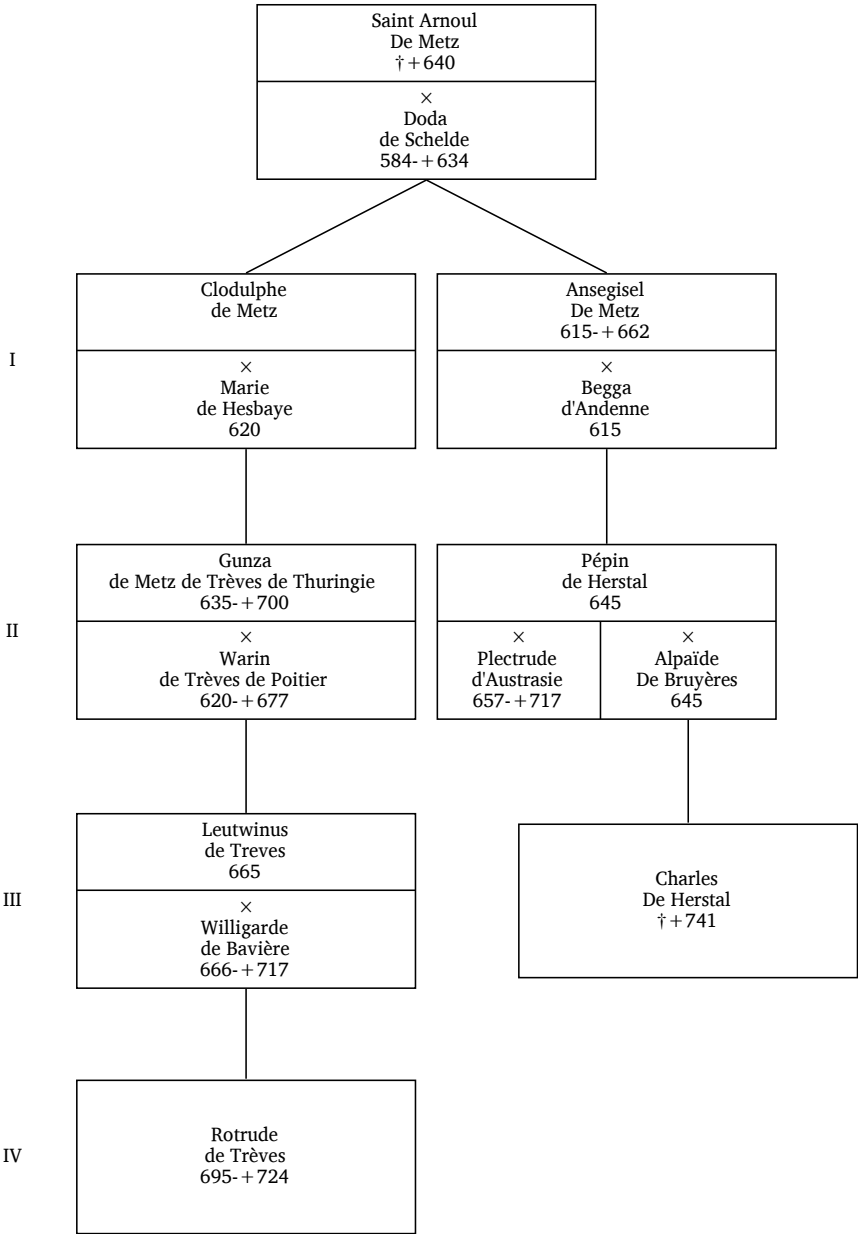 Saint Arnoul
De Metz
†+640
×
Doda
de Schelde
584-+634
I
Clodulphe
de Metz
×
Marie
de Hesbaye
620
Ansegisel
De Metz
615-+662
×
Begga
d'Andenne
615
II
Gunza
de Metz de Trèves de Thuringie
635-+700
×
Warin
de Trèves de Poitier
620-+677
Pépin
de Herstal
645
×
Plectrude
d'Austrasie
657-+717
×
Alpaïde
De Bruyères
645
III
Leutwinus
de Treves
665
×
Willigarde
de Bavière
666-+717
Charles
De Herstal
†+741
IV
Rotrude
de Trèves
695-+724